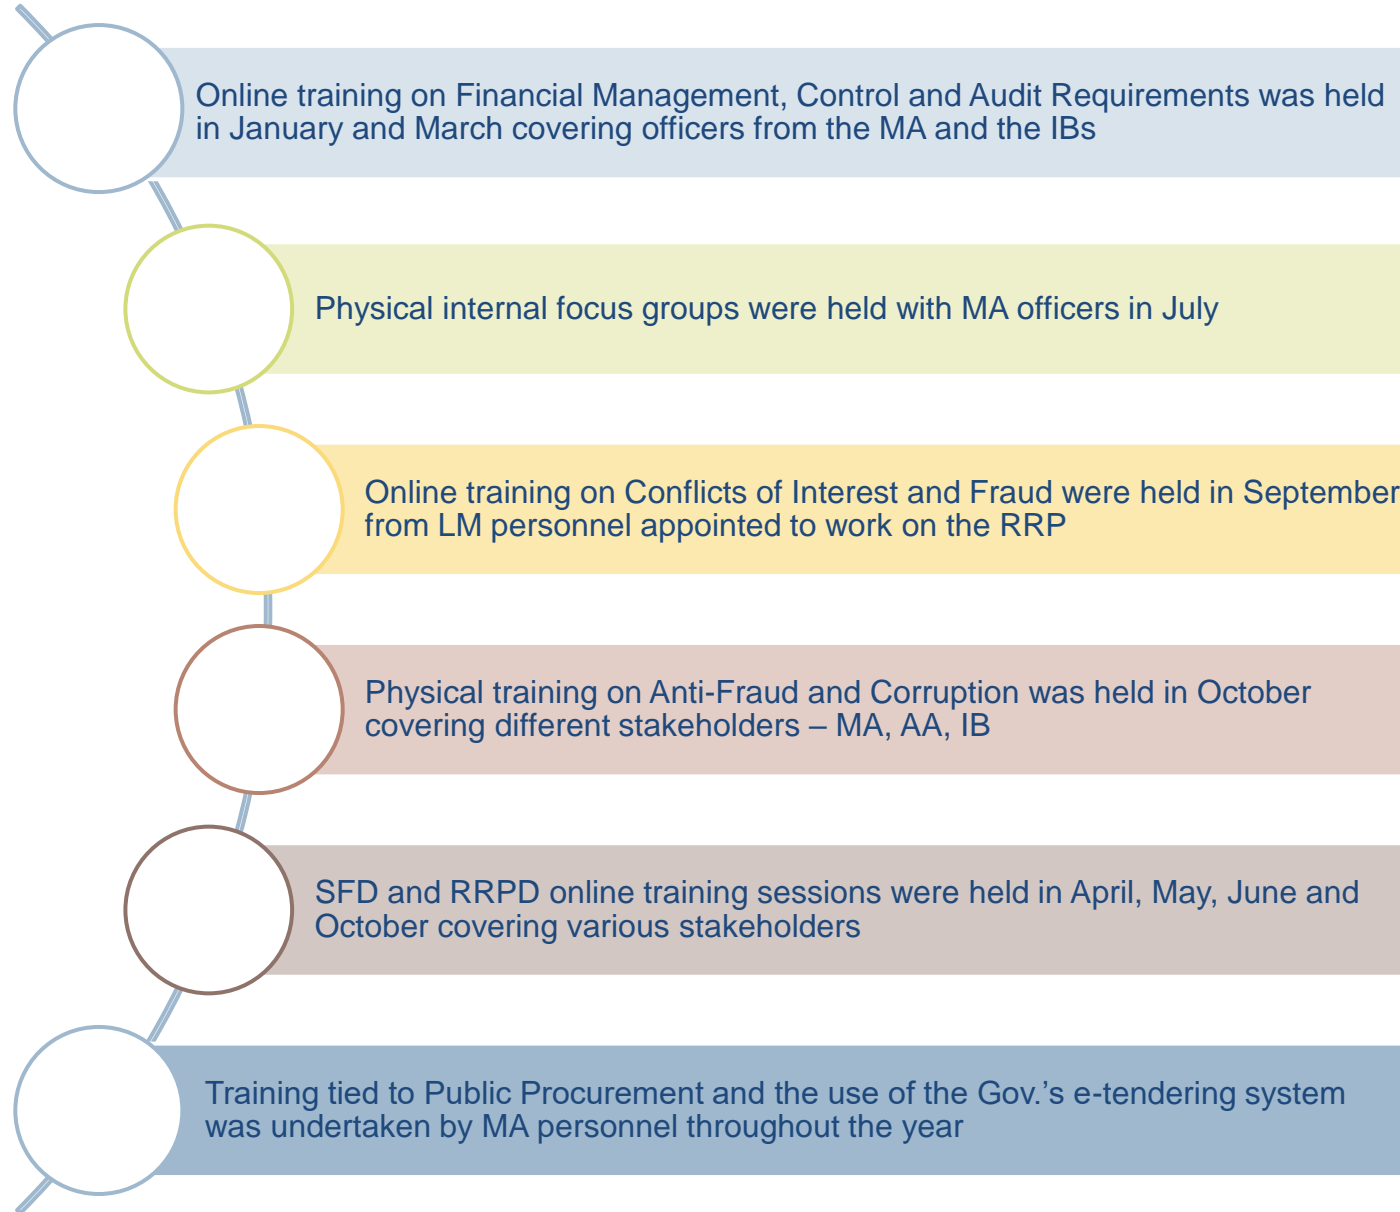 Online training on Financial Management, Control and Audit Requirements was held
in January and March covering officers from the MA and the IBs
Physical internal focus groups were held with MA officers in July
Online training on Conflicts of Interest and Fraud were held in September
from LM personnel appointed to work on the RRP
Physical training on Anti-Fraud and Corruption was held in October
covering different stakeholders – MA, AA, IB
SFD and RRPD online training sessions were held in April, May, June and
October covering various stakeholders
Training tied to Public Procurement and the use of the Gov.'s e-tendering system
was undertaken by MA personnel throughout the year